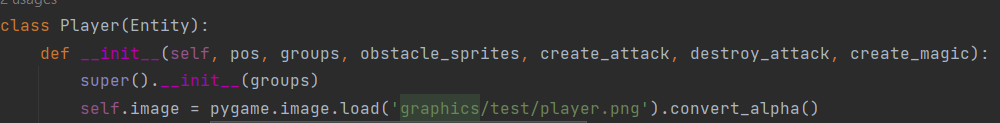 2 usages
class Player(Entity):
    def __init__(self, pos, groups, obstacle_sprites, create_attack, destroy_attack, create_magic):
        super().__init__(groups)
        self.image = pygame.image.load('graphics/test/player.png').convert_alpha()